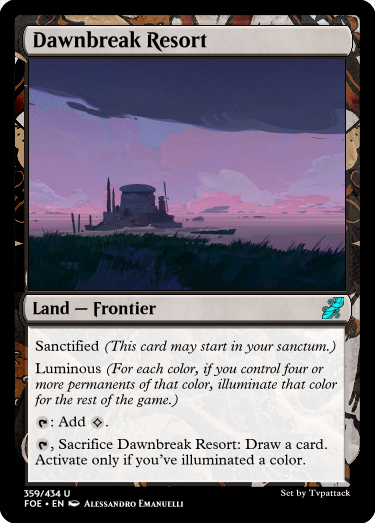 Dawnbreak Resort
Land — Frontier
Sanctified (This card may start in your sanctum.)
Luminous (For each color, if you control four or
more permanents of that color, illuminate that color
for the rest of the game.)
: Add .
, Sacrifice Dawnbreak Resort: Draw a card.
Activate only if you've illuminated a color.
359/434 U
Set by Tvpattack
FOE • EN Alessandro Emanuelli